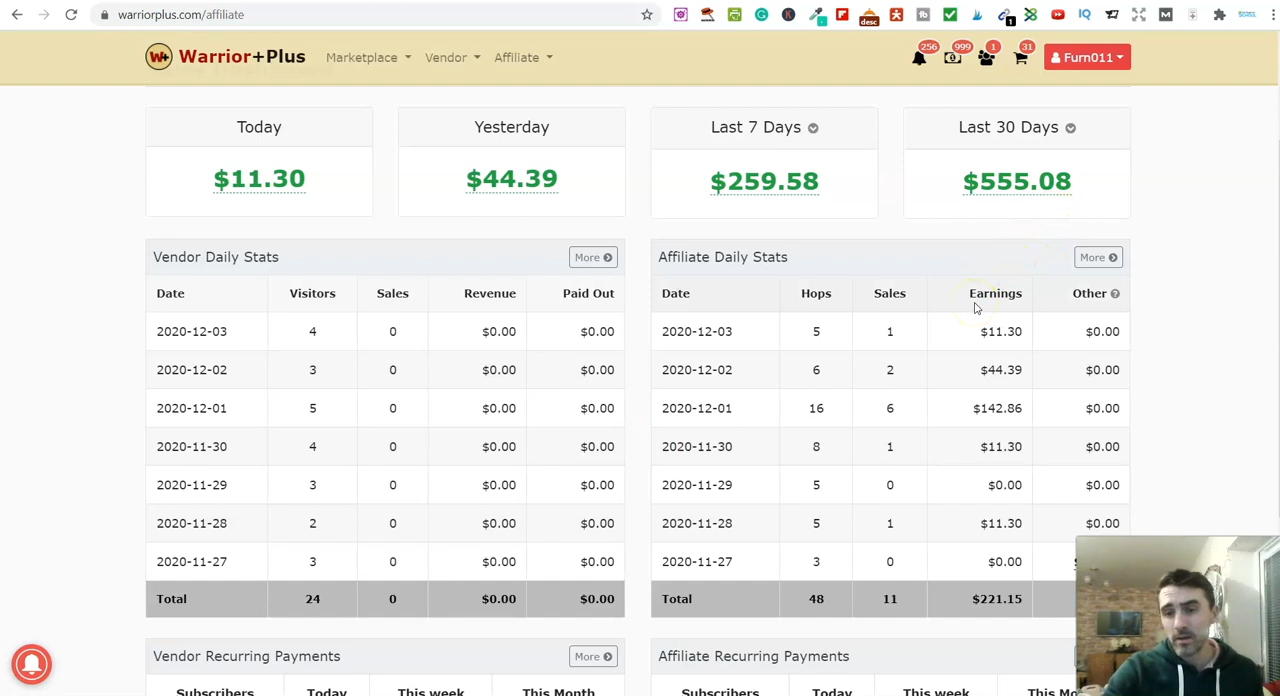 warriorplus.com/affiliate
desc
1
W+ Warrior+Plus Marketplace Vendor Affiliate 256 999 1 31 Furn011
Today Yesterday Last 7 Days Last 30 Days
$11.30 $44.39 $259.58 $555.08
Vendor Daily Stats More
Date Visitors Sales Revenue Paid Out
2020-12-03 4 0 $0.00 $0.00
2020-12-02 3 0 $0.00 $0.00
2020-12-01 5 0 $0.00 $0.00
2020-11-30 4 0 $0.00 $0.00
2020-11-29 3 0 $0.00 $0.00
2020-11-28 2 0 $0.00 $0.00
2020-11-27 3 0 $0.00 $0.00
Total 24 0 $0.00 $0.00
Affiliate Daily Stats More
Date Hops Sales Earnings Other
2020-12-03 5 1 $11.30 $0.00
2020-12-02 6 2 $44.39 $0.00
2020-12-01 16 6 $142.86 $0.00
2020-11-30 8 1 $11.30 $0.00
2020-11-29 5 0 $0.00 $0.00
2020-11-28 5 1 $11.30 $0.00
2020-11-27 3 0 $0.00
Total 48 11 $221.15
Vendor Recurring Payments More
Subscribers Today This week This Month
Affiliate Recurring Payments
Subscribers Today This week This Mo